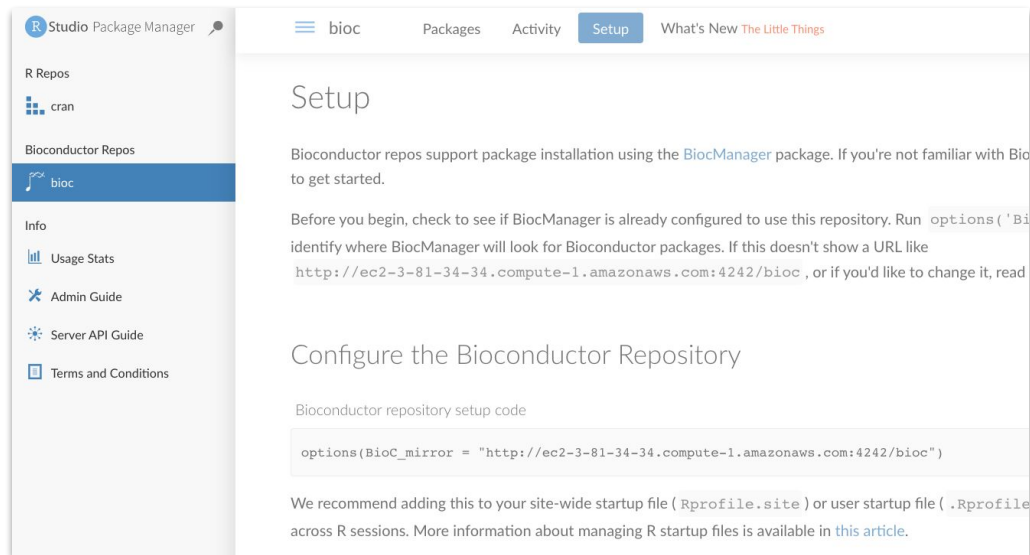 R Studio Package Manager
R Repos
cran
Bioconductor Repos
bioc
Info
Usage Stats
Admin Guide
Server API Guide
Terms and Conditions
bioc Packages Activity Setup What's New The Little Things
Setup
Bioconductor repos support package installation using the BiocManager package. If you're not familiar with
to get started.
Before you begin, check to see if BiocManager is already configured to use this repository. Run options('Bi
identify where BiocManager will look for Bioconductor packages. If this doesn't show a URL like
http://ec2-3-81-34-34.compute-1.amazonaws.com:4242/bioc , or if you'd like to change it, read
Configure the Bioconductor Repository
Bioconductor repository setup code
options(BioC_mirror = "http://ec2-3-81-34-34.compute-1.amazonaws.com:4242/bioc")
We recommend adding this to your site-wide startup file ( Rprofile.site ) or user startup file ( .Rprofile
across R sessions. More information about managing R startup files is available in this article.